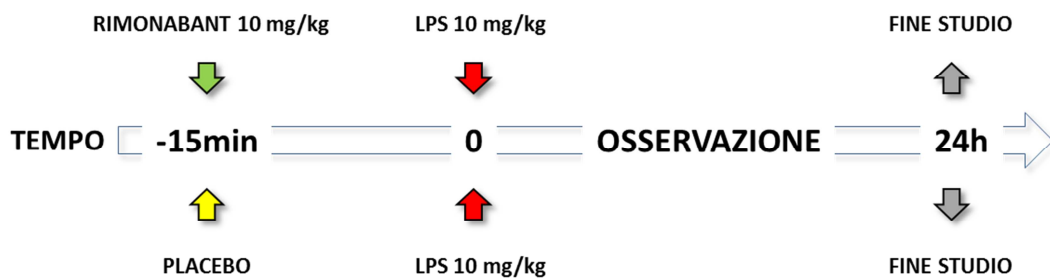 RIMONABANT 10 mg/kg LPS 10 mg/kg FINE STUDIO
TEMPO -15min 0 OSSERVAZIONE 24h
PLACEBO LPS 10 mg/kg FINE STUDIO